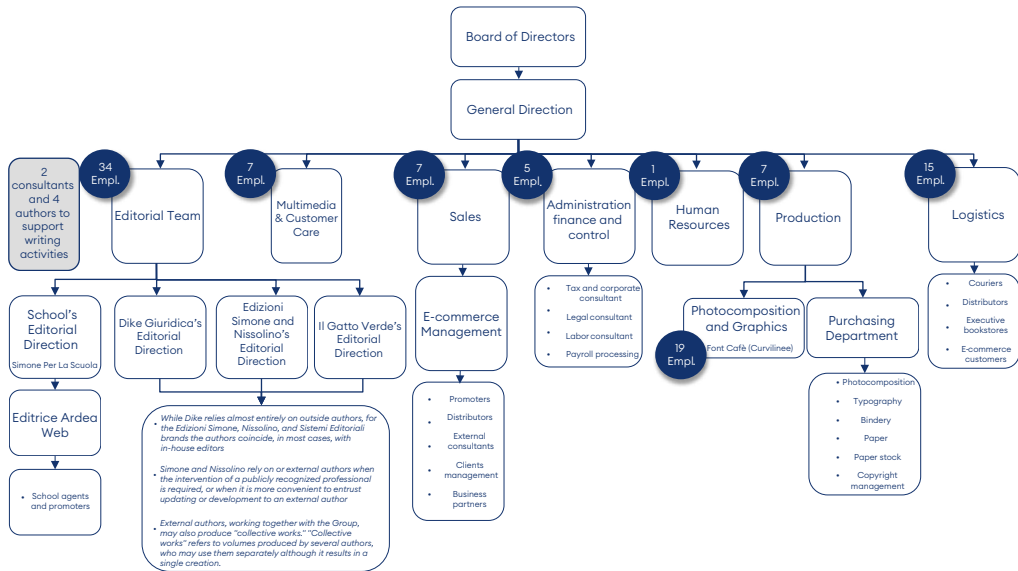 Board of Directors
General Direction
2
consultants
and 4
authors to
support
writing
activities
34
Empl.
Editorial Team
7
Empl.
Multimedia
& Customer
Care
7
Empl.
Sales
5
Empl.
Administration
finance and
control
1
Empl.
Human
Resources
7
Empl.
Production
15
Empl.
Logistics
School's
Editorial
Direction
Simone Per La Scuola
Dike Giuridica's
Editorial
Direction
Edizioni
Simone and
Nissolino's
Editorial
Direction
Il Gatto Verde's
Editorial
Direction
E-commerce
Management
• Tax and corporate
consultant
• Legal consultant
• Labor consultant
• Payroll processing
Photocomposition
and Graphics
Font Cafè (Curvilinee)
19
Empl.
Purchasing
Department
• Couriers
• Distributors
• Executive
bookstores
• E-commerce
customers
Editrice Ardea
Web
• School agents
and promoters
• While Dike relies almost entirely on outside authors, for
the Edizioni Simone, Nissolino, and Sistemi Editoriali
brands the authors coincide, in most cases, with
in-house editors
• Simone and Nissolino rely on or external authors when
the intervention of a publicly recognized professional
is required, or when it is more convenient to entrust
updating or development to an external author
• External authors, working together with the Group,
may also produce "collective works." "Collective
works" refers to volumes produced by several authors,
who may use them separately although it results in a
single creation.
• Promoters
• Distributors
• External
consultants
• Clients
management
• Business
partners
• Photocomposition
• Typography
• Bindery
• Paper
• Paper stock
• Copyright
management